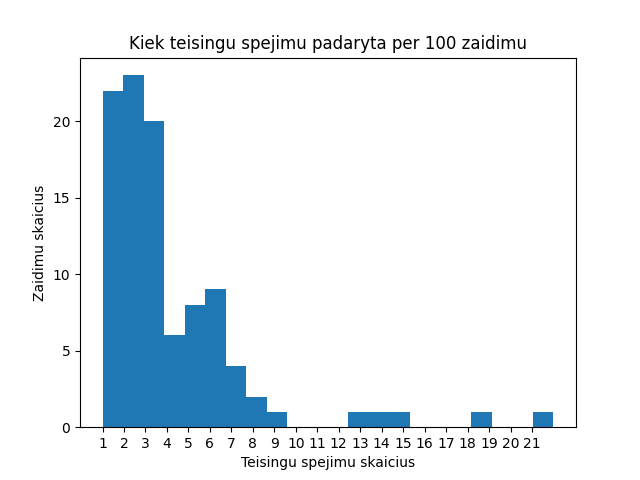 Kiek teisingu spejimu padaryta per 100 zaidimu
Zaidimu skaicius
20
15
10
5
0
1 2 3 4 5 6 7 8 9 10 11 12 13 14 15 16 17 18 19 20 21
Teisingu spejimu skaicius